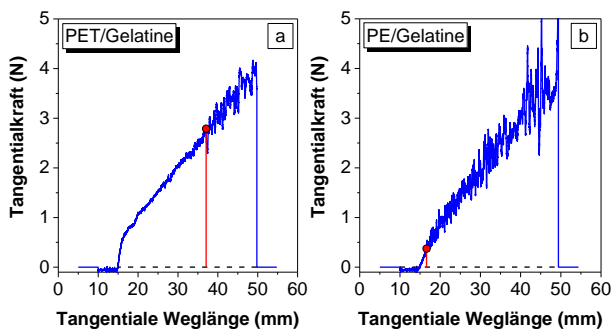 PET/Gelatine
a
5
4
3
2
1
0
Tangentialkraft (N)
0 10 20 30 40 50 60
Tangentiale Weglänge (mm)
PE/Gelatine
b
5
4
3
2
1
0
Tangentialkraft (N)
0 10 20 30 40 50 60
Tangentiale Weglänge (mm)